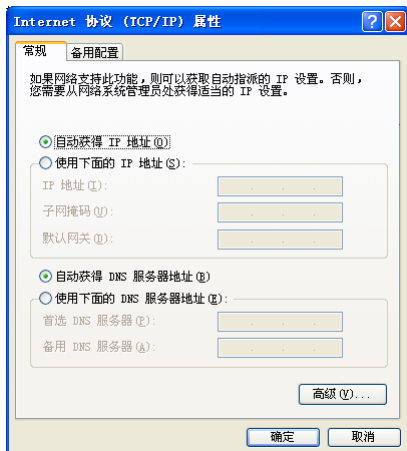 Internet 协议 (TCP/IP) 属性
常规 备用配置
如果网络支持此功能，则可以获取自动指派的 IP 设置。否则，
您需要从网络系统管理员处获得适当的 IP 设置。
自动获得 IP 地址(O)
使用下面的 IP 地址(S):
IP 地址(I):
子网掩码(U):
默认网关(D):
自动获得 DNS 服务器地址(B)
使用下面的 DNS 服务器地址(E):
首选 DNS 服务器(P):
备用 DNS 服务器(A):
高级(V)...
确定 取消